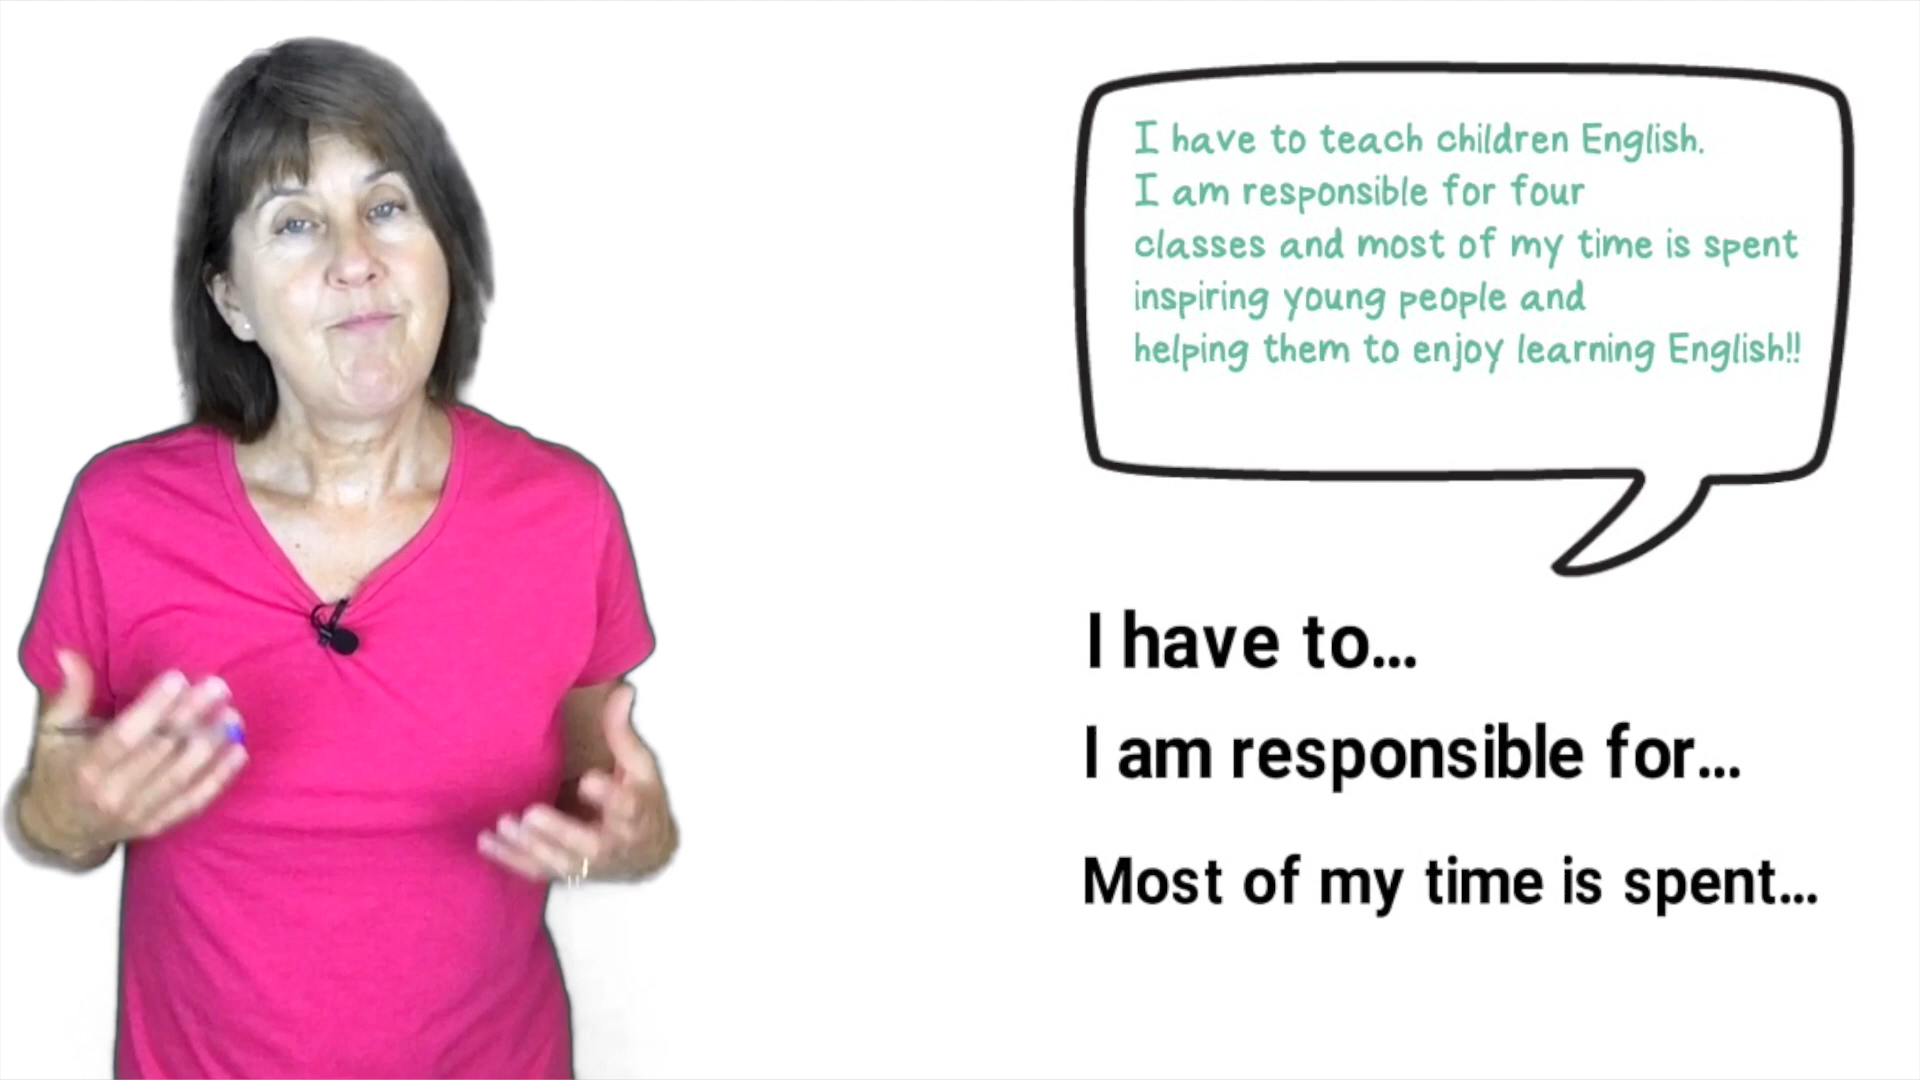 I have to teach children English.
I am responsible for four
classes and most of my time is spent
inspiring young people and
helping them to enjoy learning English!!
I have to...
I am responsible for...
Most of my time is spent...